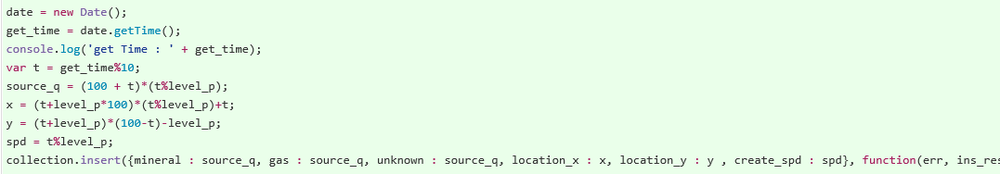 date = new Date();
get_time = date.getTime();
console.log('get Time : ' + get_time);
var t = get_time%10;
source_q = (100 + t)*(t%level_p);
x = (t+level_p*100)*(t%level_p)+t;
y = (t+level_p)*(100-t)-level_p;
spd = t%level_p;
collection.insert({mineral : source_q, gas : source_q, unknown : source_q, location_x : x, location_y : y , create_spd : spd}, function(err, ins_res